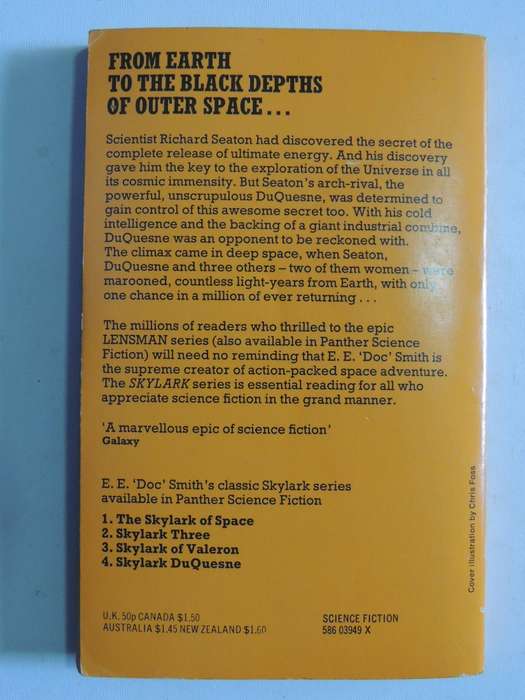 FROM EARTH
TO THE BLACK DEPTHS
OF OUTER SPACE...
Scientist Richard Seaton had discovered the secret of the
complete release of ultimate energy. And his discovery
gave him the key to the exploration of the Universe in all
its cosmic immensity. But Seaton's arch-rival, the
powerful, unscrupulous DuQuesne, was determined to
gain control of this awesome secret too. With his cold
intelligence and the backing of a giant industrial combine,
DuQuesne was an opponent to be reckoned with.
The climax came in deep space, when Seaton,
DuQuesne and three others – two of them women – were
marooned, countless light-years from Earth, with only
one chance in a million of ever returning...
The millions of readers who thrilled to the epic
LENSMAN series (also available in Panther Science
Fiction) will need no reminding that E. E. 'Doc' Smith is
the supreme creator of action-packed space adventure.
The SKYLARK series is essential reading for all who
appreciate science fiction in the grand manner.
'A marvellous epic of science fiction'
Galaxy
E. E. 'Doc' Smith's classic Skylark series
available in Panther Science Fiction
1. The Skylark of Space
2. Skylark Three
3. Skylark of Valeron
4. Skylark DuQuesne
Cover illustration by Chris Foss
U.K. 50p CANADA $1.50
AUSTRALIA $1.45 NEW ZEALAND $1.60
SCIENCE FICTION
586 03949 X